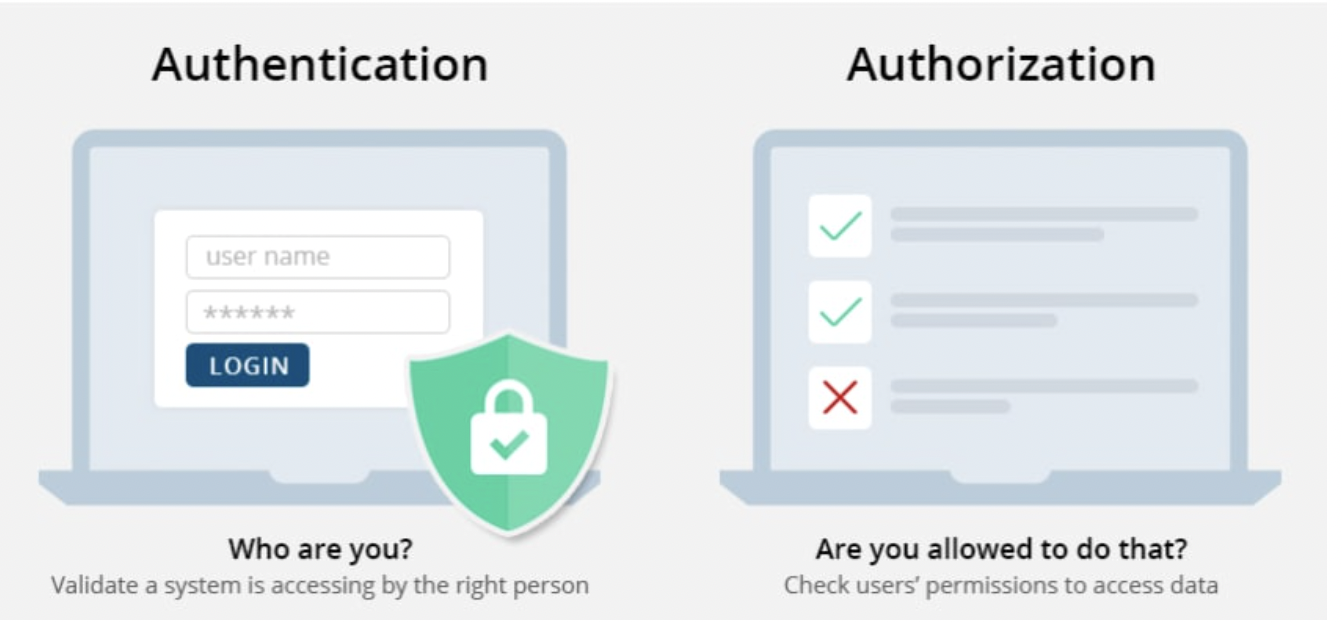 Authentication
Authorization
user name
******
LOGIN
Who are you?
Validate a system is accessing by the right person
Are you allowed to do that?
Check users' permissions to access data